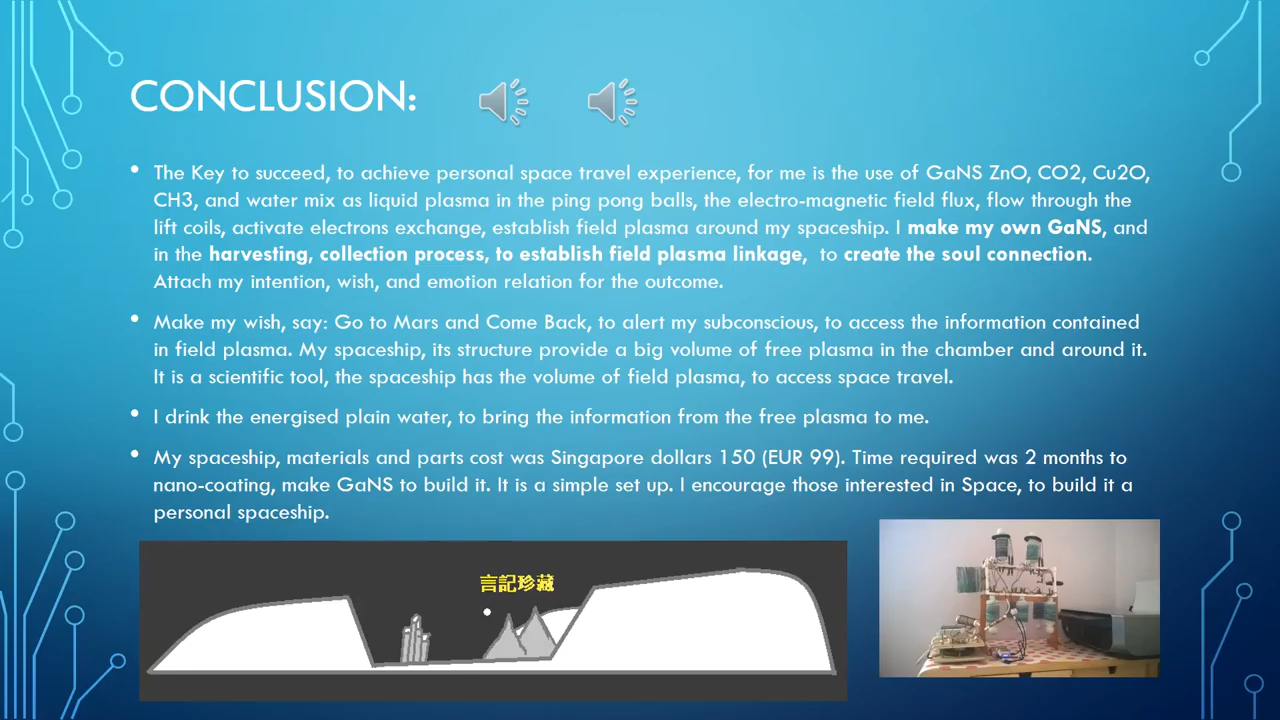 CONCLUSION:
• The Key to succeed, to achieve personal space travel experience, for me is the use of GaNS ZnO, CO2, Cu2O,
CH3, and water mix as liquid plasma in the ping pong balls, the electro-magnetic field flux, flow through the
lift coils, activate electrons exchange, establish field plasma around my spaceship. I make my own GaNS, and
in the harvesting, collection process, to establish field plasma linkage, to create the soul connection.
Attach my intention, wish, and emotion relation for the outcome.
• Make my wish, say: Go to Mars and Come Back, to alert my subconscious, to access the information contained
in field plasma. My spaceship, its structure provide a big volume of free plasma in the chamber and around it.
It is a scientific tool, the spaceship has the volume of field plasma, to access space travel.
• I drink the energised plain water, to bring the information from the free plasma to me.
• My spaceship, materials and parts cost was Singapore dollars 150 (EUR 99). Time required was 2 months to
nano-coating, make GaNS to build it. It is a simple set up. I encourage those interested in Space, to build it a
personal spaceship.
言記珍藏